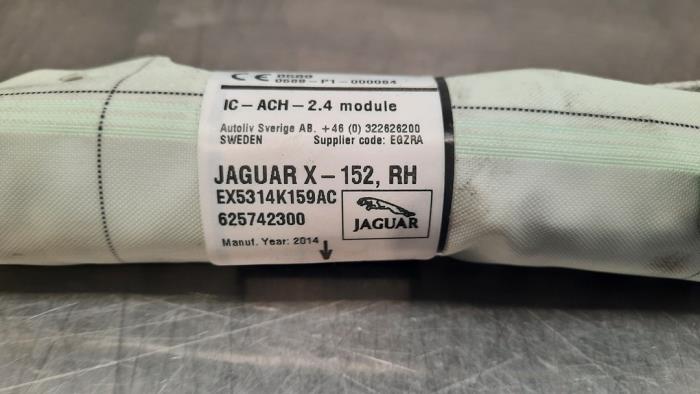 CE 0589
0589-P1-000084
IC-ACH-2.4 module
Autoliv Sverige AB. +46 (0) 322626200
SWEDEN Supplier code: EGZRA
JAGUAR X-152, RH
EX5314K159AC
625742300
JAGUAR
Manuf. Year: 2014